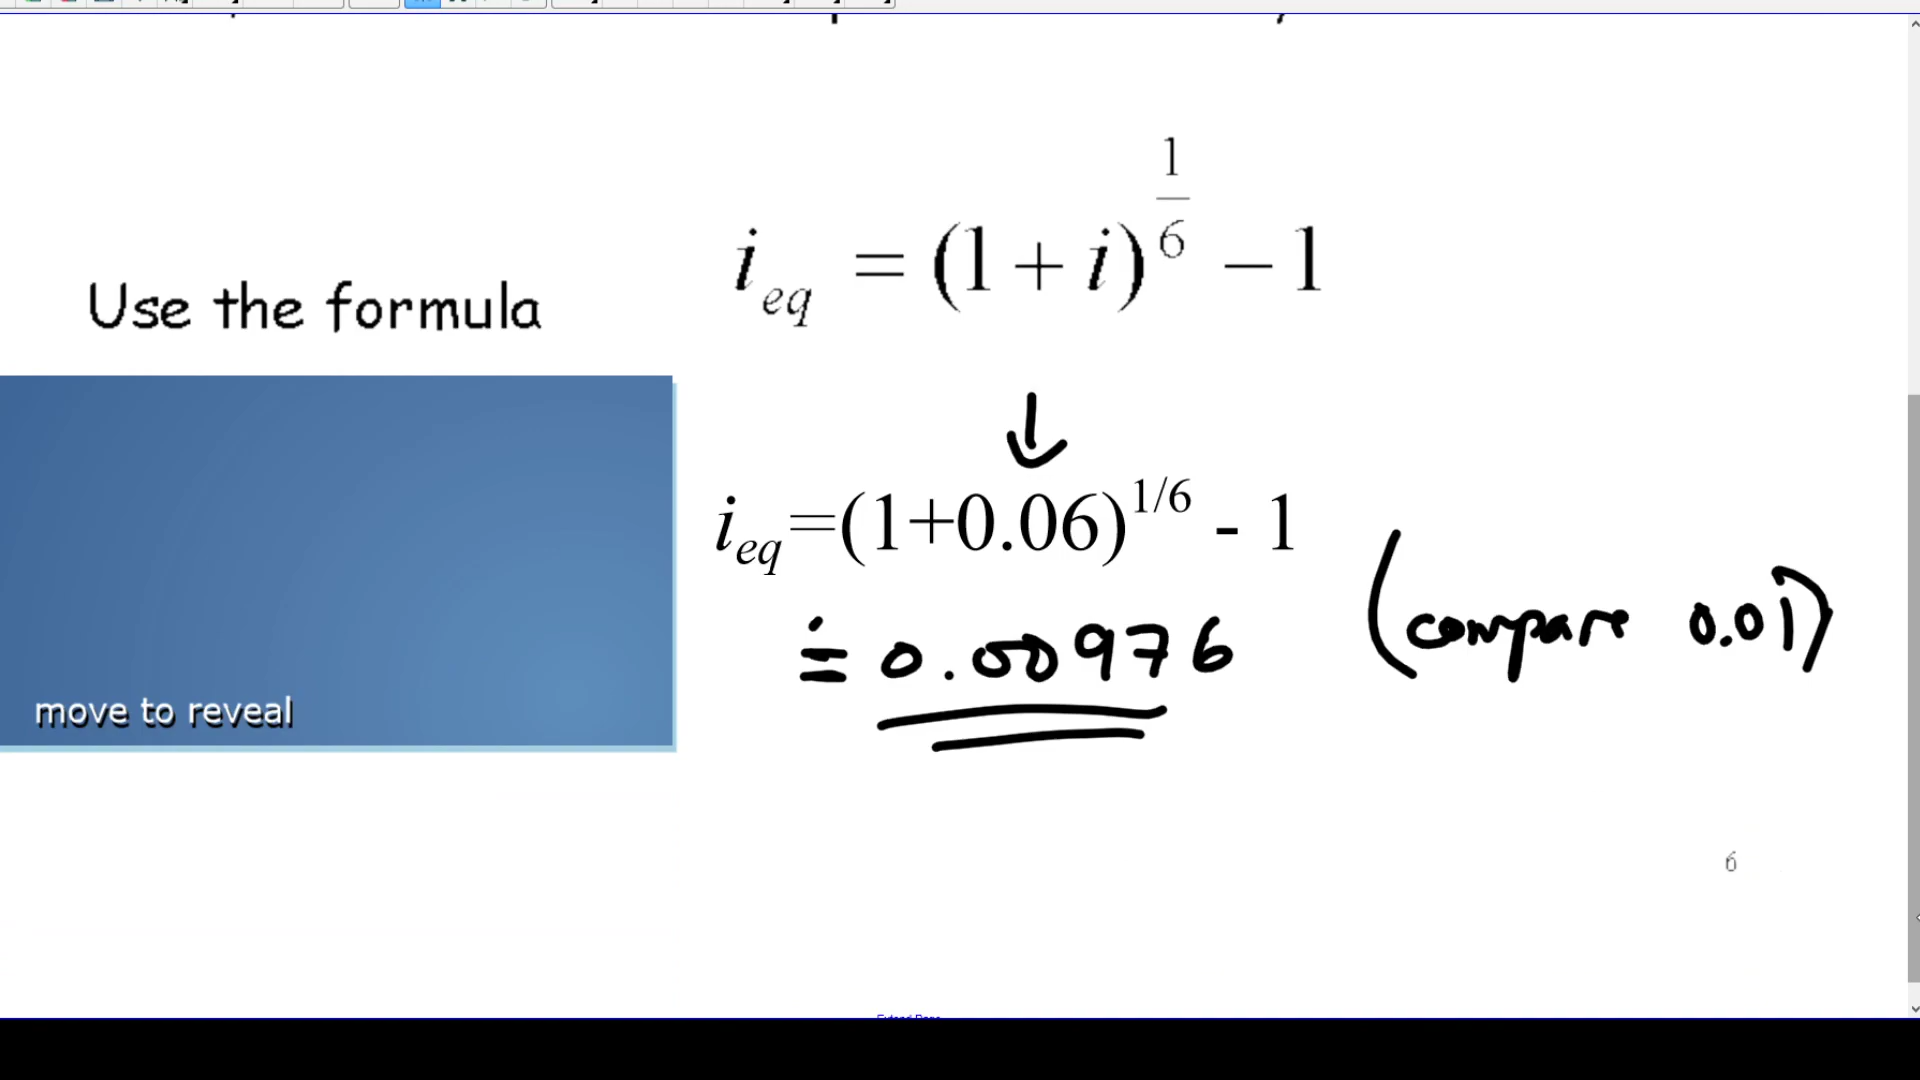 Use the formula
i_eq = (1 + i)^{1/6} − 1
↓
i_eq=(1+0.06)^{1/6} - 1
≐ 0.00976
(compare 0.01)
move to reveal
6